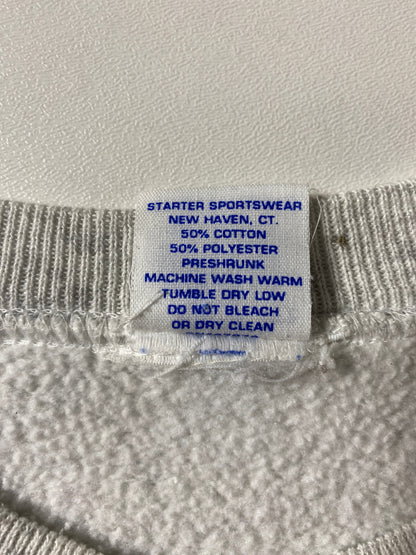 STARTER SPORTSWEAR
NEW HAVEN, CT.
50% COTTON
50% POLYESTER
PRESHRUNK
MACHINE WASH WARM
TUMBLE DRY LOW
DO NOT BLEACH
OR DRY CLEAN